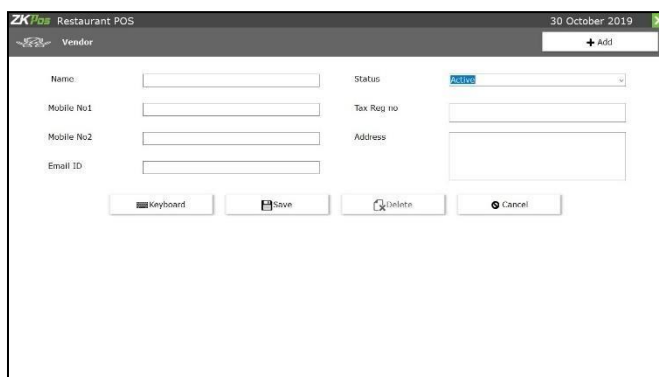 ZKPos Restaurant POS 30 October 2019 X
Vendor + Add
Name Status Active
Mobile No1 Tax Reg no
Mobile No2 Address
Email ID
Keyboard Save Delete Cancel